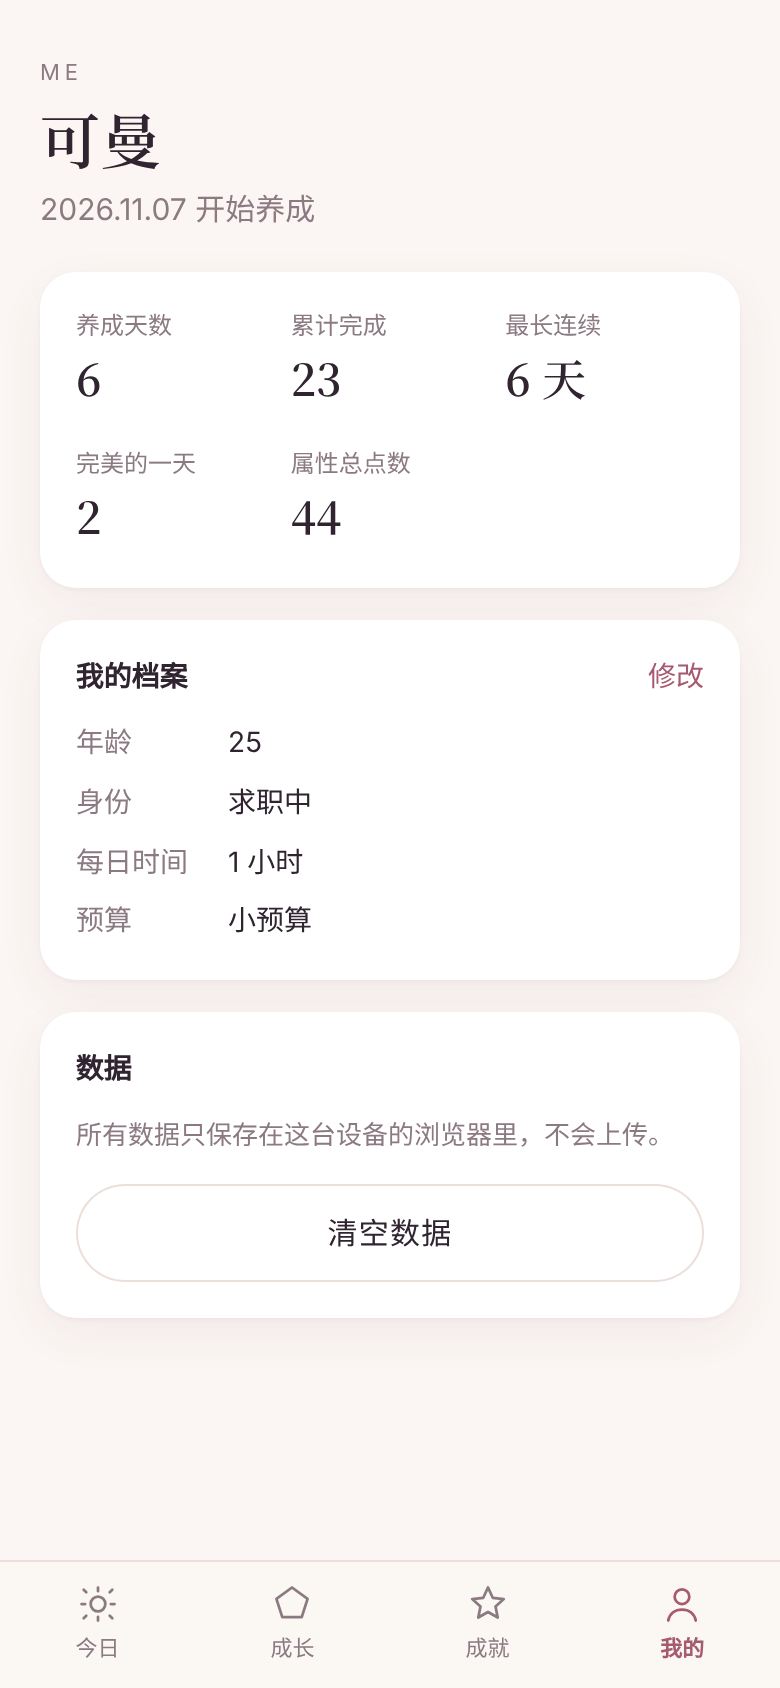 ME
可曼
2026.11.07 开始养成
养成天数 累计完成 最长连续
6 23 6 天
完美的一天 属性总点数
2 44
我的档案 修改
年龄 25
身份 求职中
每日时间 1 小时
预算 小预算
数据
所有数据只保存在这台设备的浏览器里，不会上传。
清空数据
今日 成长 成就 我的